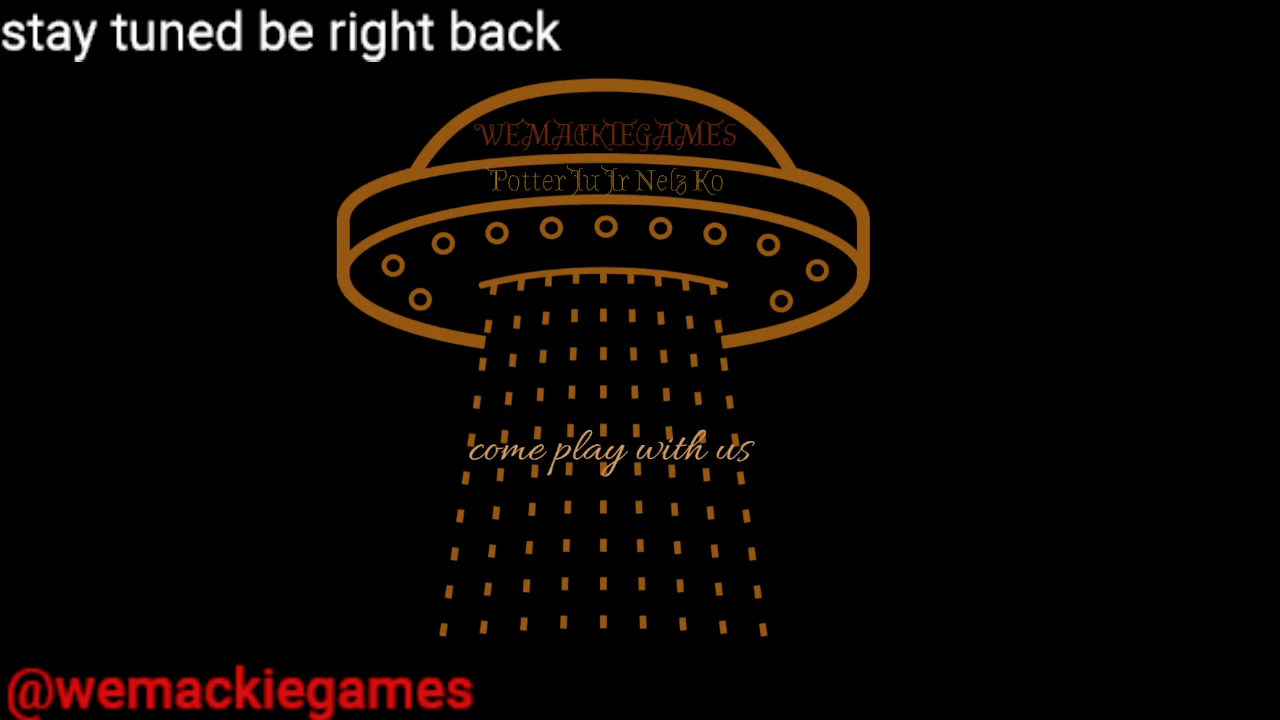 stay tuned be right back
WEMACKIEGAMES
Potter Ju Jr Nelz Ko
come play with us
@wemackiegames